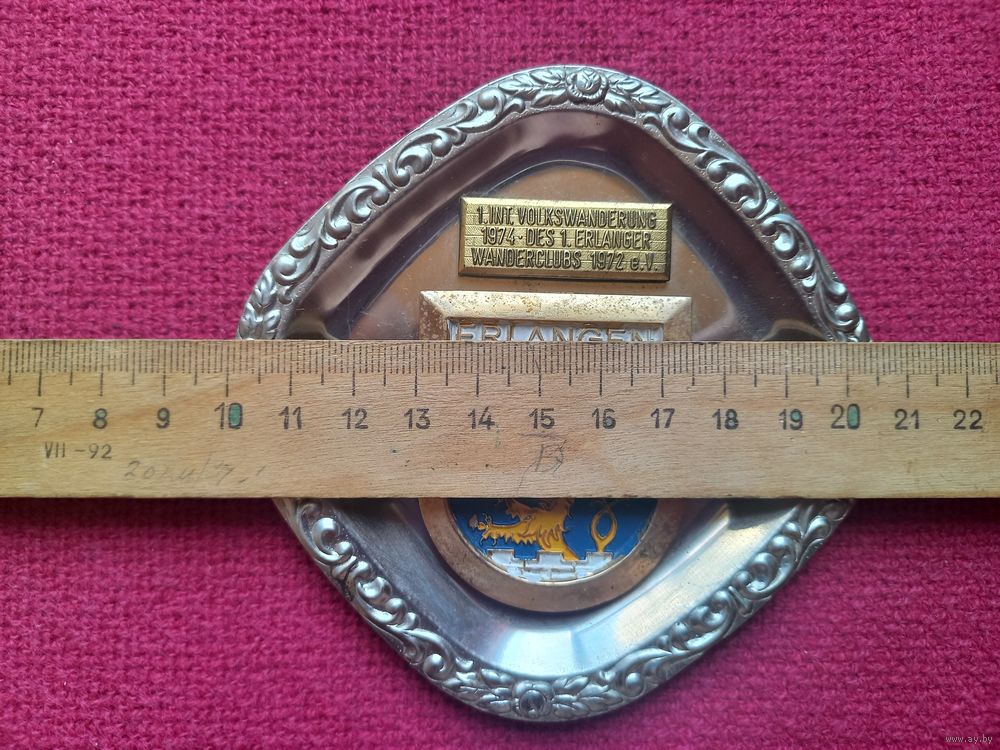 1. INT. VOLKSWANDERUNG
1974 · DES 1. ERLANGER
WANDERCLUBS 1972 e.V.
ERLANGEN
7 8 9 10 11 12 13 14 15 16 17 18 19 20 21 22
VII - 92
www.ay.by